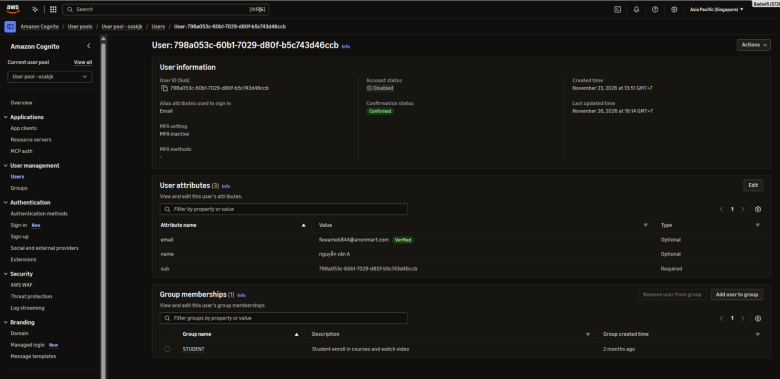 aws
Search
[Alt+S]
Asia Pacific (Singapore)
Amazon Cognito > User pools > User pool - ozakjk > Users > User: 798a053c-60b1-7029-d80f-b5c743d46ccb
Amazon Cognito
Current user pool
View all
User pool - ozakjk
Overview
Applications
App clients
Resource servers
MCP auth
User management
Users
Groups
Authentication
Authentication methods
Sign-in New
Sign-up
Social and external providers
Extensions
Security
AWS WAF
Threat protection
Log streaming
Branding
Domain
Managed login New
Message templates
User: 798a053c-60b1-7029-d80f-b5c743d46ccb Info
Actions
User information
User ID (Sub)
798a053c-60b1-7029-d80f-b5c743d46ccb
Alias attributes used to sign in
Email
MFA setting
MFA inactive
MFA methods
-
Account status
Disabled
Confirmation status
Confirmed
Created time
November 23, 2026 at 13:51 GMT+7
Last updated time
November 26, 2026 at 16:14 GMT+7
User attributes (3) Info
Edit
View and edit this user's attributes.
Filter by property or value
1
Attribute name Value Type
email fewamok844@anonmart.com Verified Optional
name nguyễn văn A Optional
sub 798a053c-60b1-7029-d80f-b5c743d46ccb Required
Group memberships (1) Info
Remove user from group
Add user to group
View and edit this user's group memberships.
Filter groups by property or value
1
Group name Description Group created time
STUDENT Student enroll in courses and watch video 2 months ago